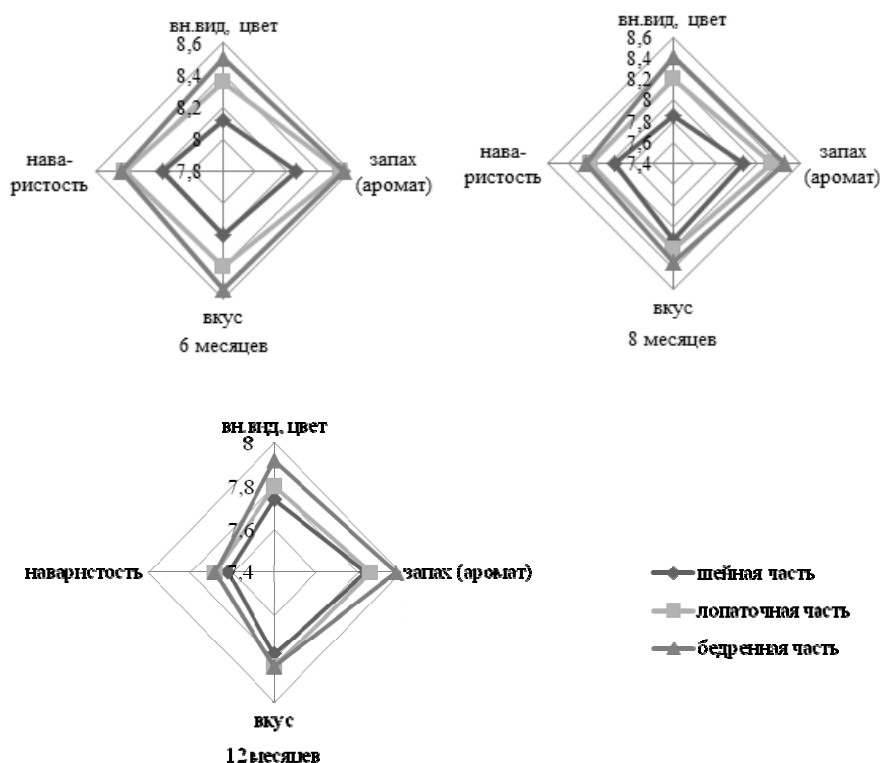 вн.вид, цвет
8,6
8,4
8,2
8
7,8
нава-
ристость
запах
(аромат)
вкус
6 месяцев
вн.вид, цвет
8,6
8,4
8,2
8
7,8
7,6
7,4
нава-
ристость
запах
(аромат)
вкус
8 месяцев
вн.вид, цвет
8
7,8
7,6
7,4
наваристость
запах (аромат)
вкус
12 месяцев
шейная часть
лопаточная часть
бедренная часть